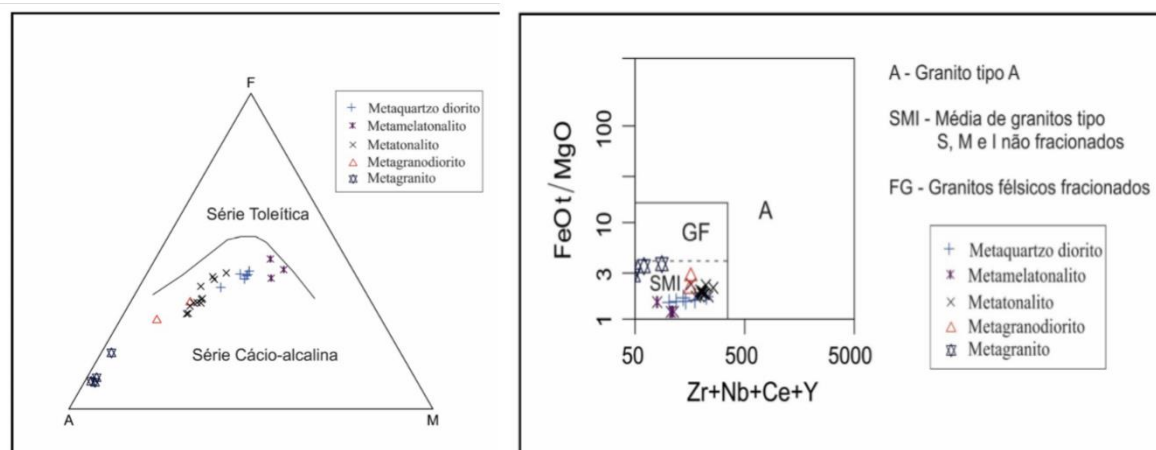 F
Metaquartzo diorito
Metamelatonalito
Metatonalito
Metagranodiorito
Metagranito
Série Toleítica
Série Cácio-alcalina
A
M
FeOt/MgO
100
10
3
1
A
GF
SMI
50
500
5000
Zr+Nb+Ce+Y
A - Granito tipo A
SMI - Média de granitos tipo
S, M e I não fracionados
FG - Granitos félsicos fracionados
Metaquartzo diorito
Metamelatonalito
Metatonalito
Metagranodiorito
Metagranito